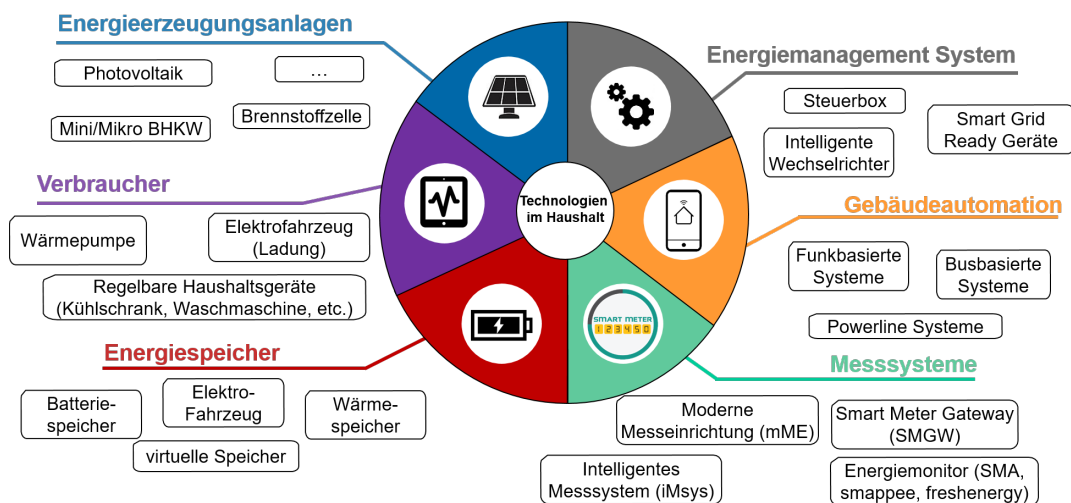 Energieerzeugungsanlagen
Photovoltaik
...
Mini/Mikro BHKW
Brennstoffzelle
Verbraucher
Wärmepumpe
Elektrofahrzeug
(Ladung)
Regelbare Haushaltsgeräte
(Kühlschrank, Waschmaschine, etc.)
Energiespeicher
Batterie-
speicher
Elektro-
Fahrzeug
Wärme-
speicher
virtuelle Speicher
Technologien
im Haushalt
SMART METER
123450
Energiemanagement System
Steuerbox
Smart Grid
Ready Geräte
Intelligente
Wechselrichter
Gebäudeautomation
Funkbasierte
Systeme
Busbasierte
Systeme
Powerline Systeme
Messsysteme
Moderne
Messeinrichtung (mME)
Smart Meter Gateway
(SMGW)
Intelligentes
Messsystem (iMsys)
Energiemonitor (SMA,
smappee, freshenergy)